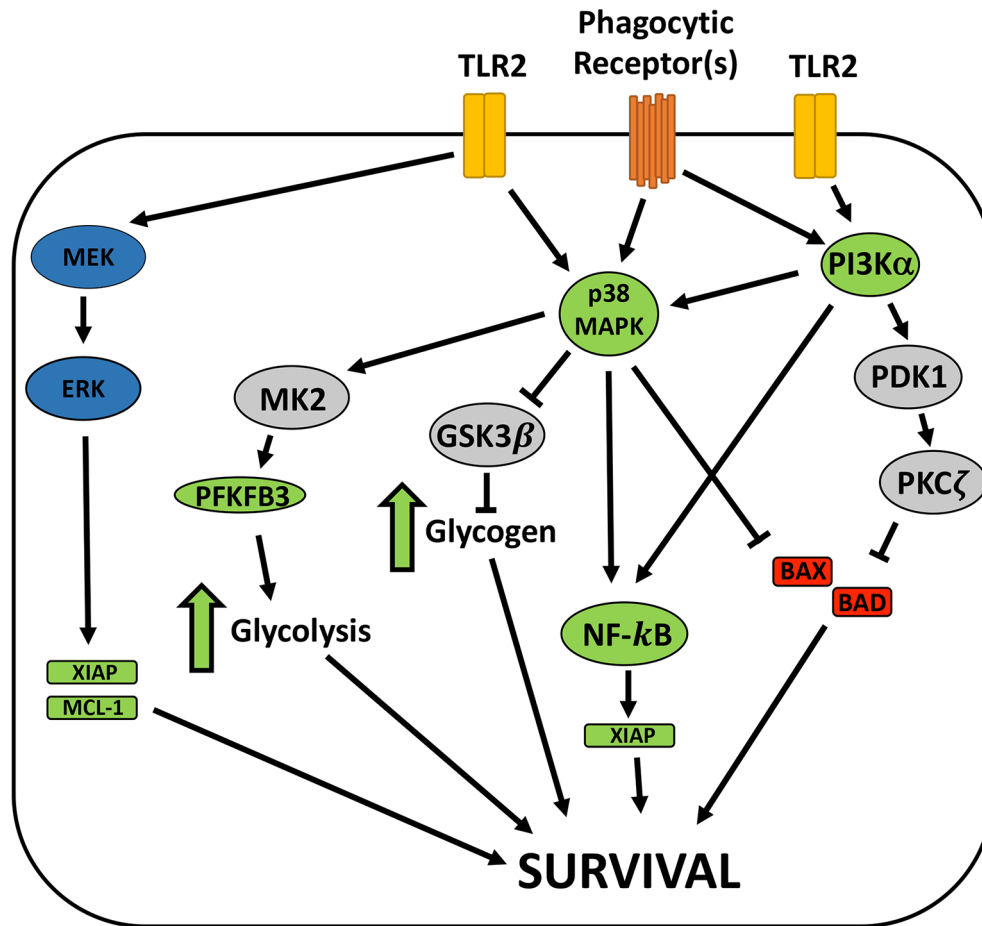 Phagocytic
Receptor(s)
TLR2
TLR2
MEK
PI3Kα
p38
MAPK
ERK
PDK1
MK2
GSK3β
PKCζ
PFKFB3
Glycogen
BAX
BAD
Glycolysis
NF-kB
XIAP
MCL-1
XIAP
SURVIVAL